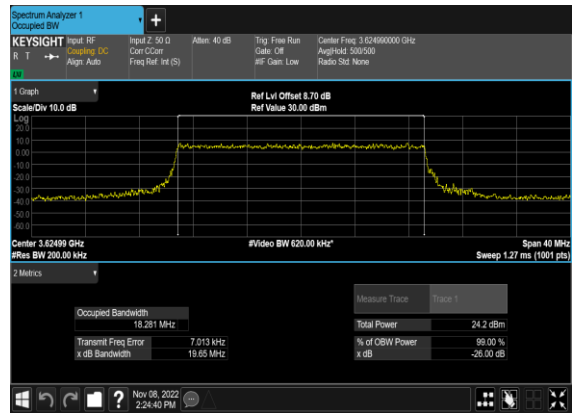 Spectrum Analyzer 1
Occupied BW
KEYSIGHT
R T
Input: RF
Coupling: DC
Align: Auto
Input Z: 50 Ω
Corr CCorr
Freq Ref: Int (S)
Atten: 40 dB
Trig: Free Run
Gate: Off
#IF Gain: Low
Center Freq: 3.624990000 GHz
Avg|Hold: 500/500
Radio Std: None
1 Graph
Scale/Div 10.0 dB
Ref Lvl Offset 8.70 dB
Ref Value 30.00 dBm
Log
20.0
10.0
0.00
-10.0
-20.0
-30.0
-40.0
-50.0
-60.0
Center 3.62499 GHz
#Video BW 620.00 kHz*
Span 40 MHz
#Res BW 200.00 kHz
Sweep 1.27 ms (1001 pts)
2 Metrics
Measure Trace Trace 1
Occupied Bandwidth
18.281 MHz
Total Power 24.2 dBm
Transmit Freq Error 7.013 kHz
% of OBW Power 99.00 %
x dB Bandwidth 19.65 MHz
x dB -26.00 dB
?
Nov 08, 2022
2:24:40 PM